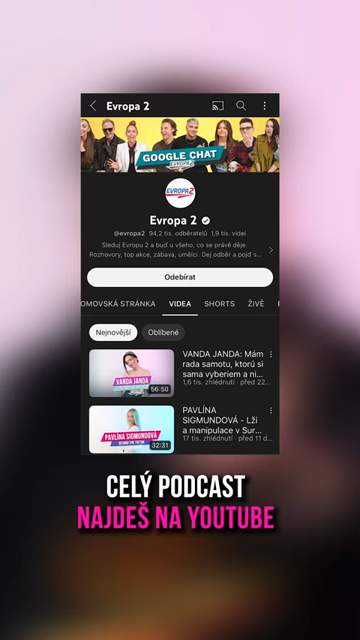 Evropa 2
GOOGLE CHAT
EVROPA 2
EVROPA 2
Evropa 2
@evropa2 94,2 tis. odběratelů 1,9 tis. videí
Sleduj Evropu 2 a buď u všeho, co se právě děje.
Rozhovory, top akce, zábava, umělci. Dej odběr a pojď s...
Odebírat
OMOVSKÁ STRÁNKA VIDEA SHORTS ŽIVĚ
Nejnovější Oblíbené
VANDA JANDA: Mám
rada samotu, ktorú si
sama vyberiem a ni...
1,6 tis. zhlédnutí · před 22...
VANDA JANDA
56:50
PAVLÍNA
SIGMUNDOVÁ - Lži
a manipulace v Sur...
17 tis. zhlédnutí · před 11 d...
PAVLÍNA SIGMUNDOVÁ
32:31
CELÝ PODCAST
NAJDEŠ NA YOUTUBE